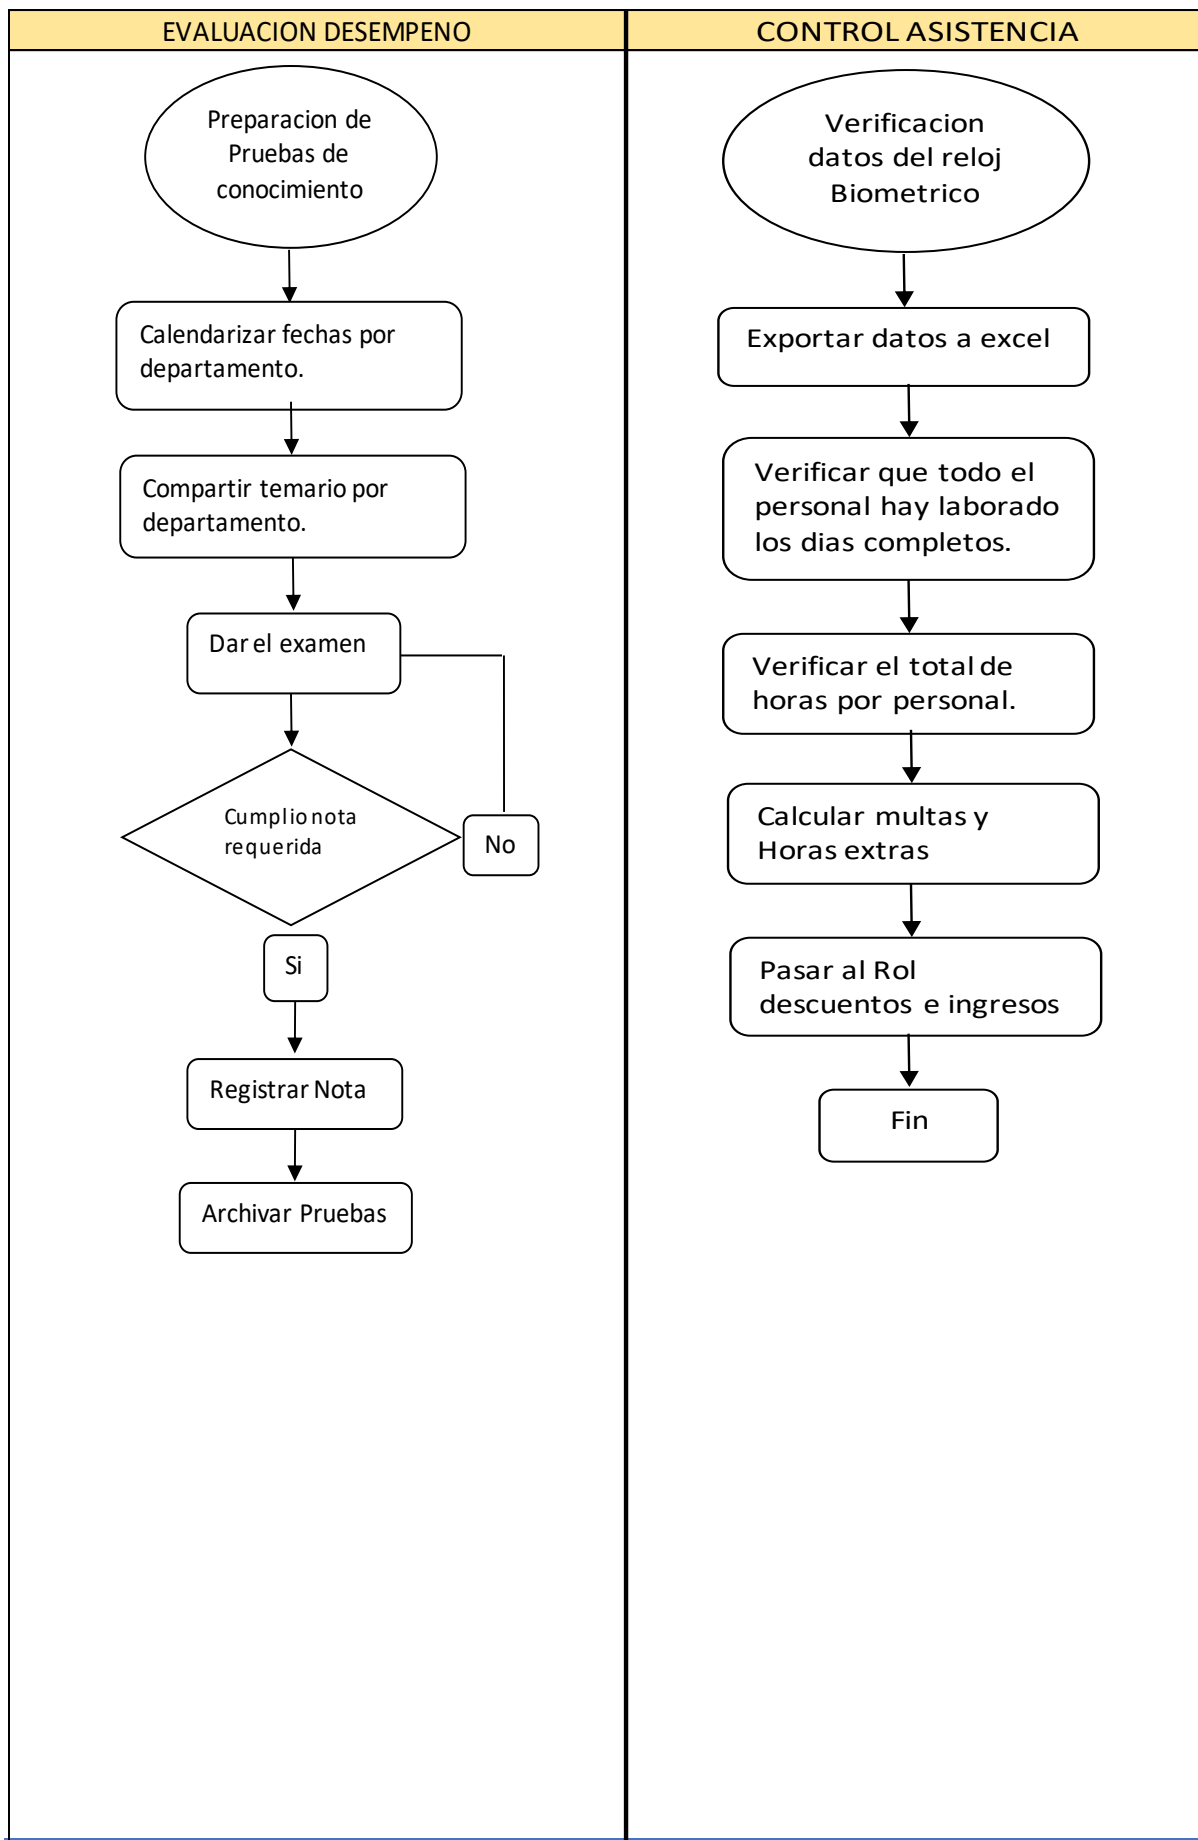 EVALUACION DESEMPENO
Preparacion de
Pruebas de
conocimiento
Calendarizar fechas por
departamento.
Compartir temario por
departamento.
Dar el examen
Cumplio nota
requerida
No
Si
Registrar Nota
Archivar Pruebas
CONTROL ASISTENCIA
Verificacion
datos del reloj
Biometrico
Exportar datos a excel
Verificar que todo el
personal hay laborado
los dias completos.
Verificar el total de
horas por personal.
Calcular multas y
Horas extras
Pasar al Rol
descuentos e ingresos
Fin